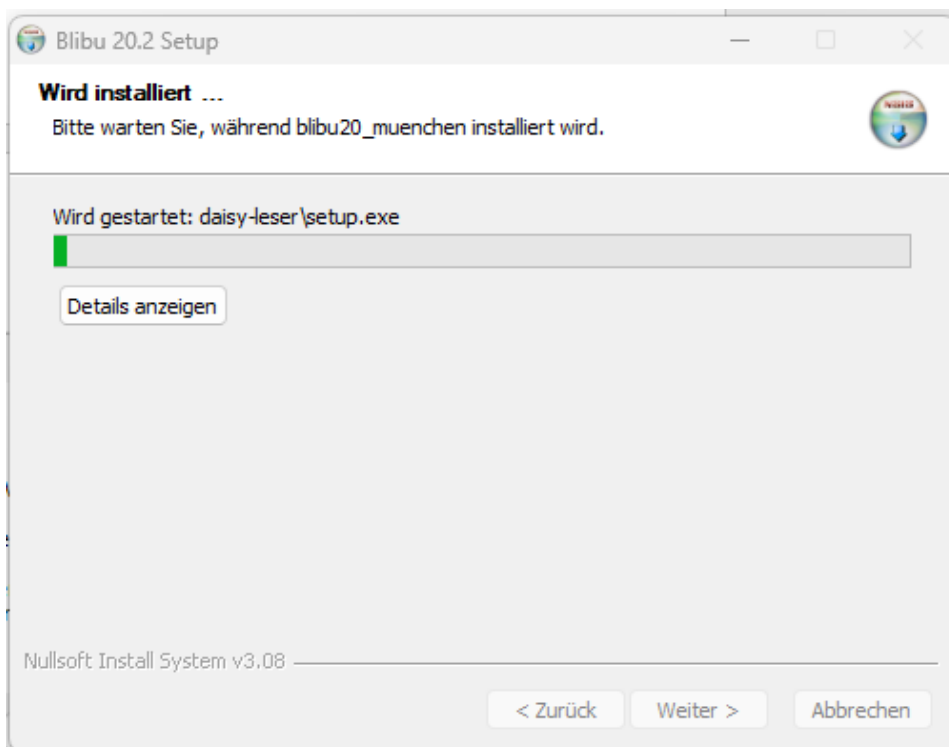 Blibu 20.2 Setup
Wird installiert ...
Bitte warten Sie, während blibu20_muenchen installiert wird.
Wird gestartet: daisy-leser\setup.exe
Details anzeigen
Nullsoft Install System v3.08
< Zurück
Weiter >
Abbrechen